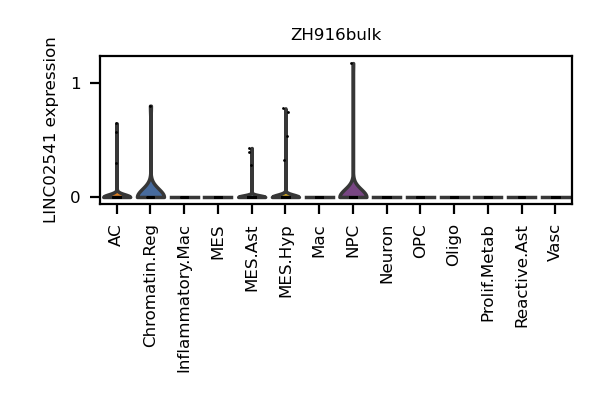 ZH916bulk
LINC02541 expression
1
0
AC
Chromatin.Reg
Inflammatory.Mac
MES
MES.Ast
MES.Hyp
Mac
NPC
Neuron
OPC
Oligo
Prolif.Metab
Reactive.Ast
Vasc